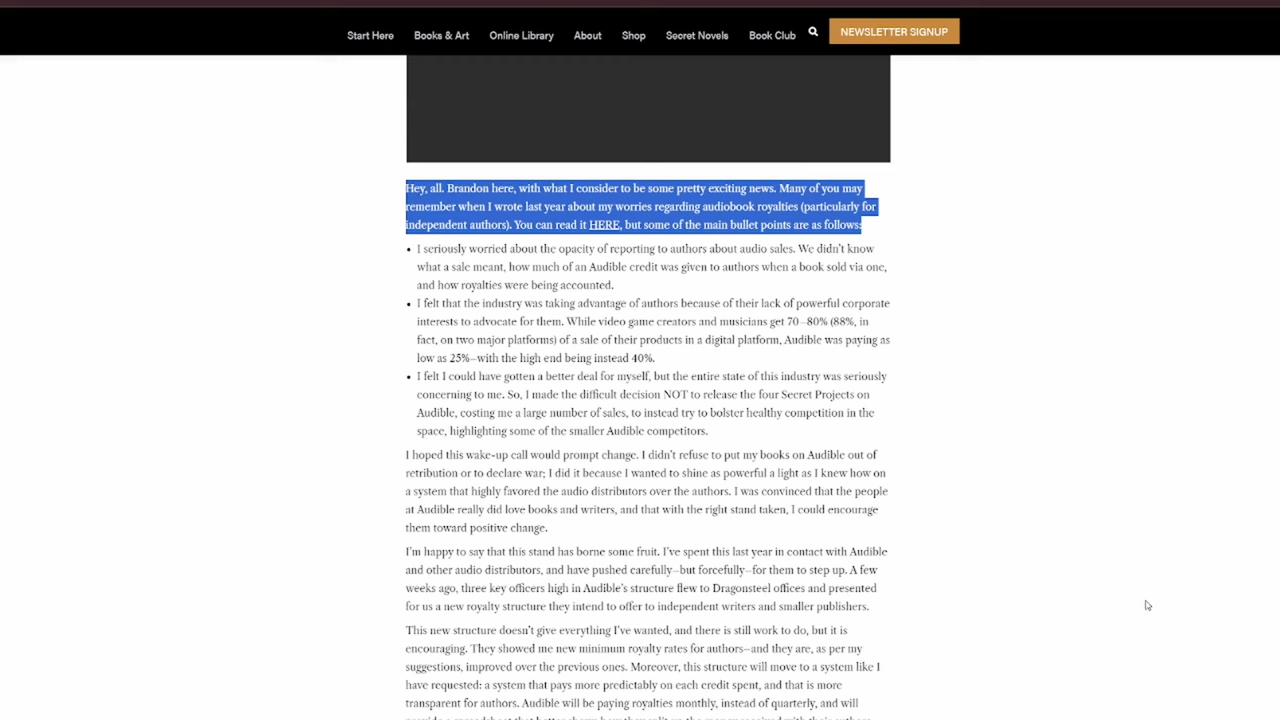 Start Here Books & Art Online Library About Shop Secret Novels Book Club NEWSLETTER SIGNUP
Hey, all. Brandon here, with what I consider to be some pretty exciting news. Many of you may
remember when I wrote last year about my worries regarding audiobook royalties (particularly for
independent authors). You can read it HERE, but some of the main bullet points are as follows:
• I seriously worried about the opacity of reporting to authors about audio sales. We didn't know
what a sale meant, how much of an Audible credit was given to authors when a book sold via one,
and how royalties were being accounted.
• I felt that the industry was taking advantage of authors because of their lack of powerful corporate
interests to advocate for them. While video game creators and musicians get 70–80% (88%, in
fact, on two major platforms) of a sale of their products in a digital platform, Audible was paying as
low as 25%—with the high end being instead 40%.
• I felt I could have gotten a better deal for myself, but the entire state of this industry was seriously
concerning to me. So, I made the difficult decision NOT to release the four Secret Projects on
Audible, costing me a large number of sales, to instead try to bolster healthy competition in the
space, highlighting some of the smaller Audible competitors.
I hoped this wake-up call would prompt change. I didn't refuse to put my books on Audible out of
retribution or to declare war; I did it because I wanted to shine as powerful a light as I knew how on
a system that highly favored the audio distributors over the authors. I was convinced that the people
at Audible really did love books and writers, and that with the right stand taken, I could encourage
them toward positive change.
I'm happy to say that this stand has borne some fruit. I've spent this last year in contact with Audible
and other audio distributors, and have pushed carefully—but forcefully—for them to step up. A few
weeks ago, three key officers high in Audible's structure flew to Dragonsteel offices and presented
for us a new royalty structure they intend to offer to independent writers and smaller publishers.
This new structure doesn't give everything I've wanted, and there is still work to do, but it is
encouraging. They showed me new minimum royalty rates for authors—and they are, as per my
suggestions, improved over the previous ones. Moreover, this structure will move to a system like I
have requested: a system that pays more predictably on each credit spent, and that is more
transparent for authors. Audible will be paying royalties monthly, instead of quarterly, and will